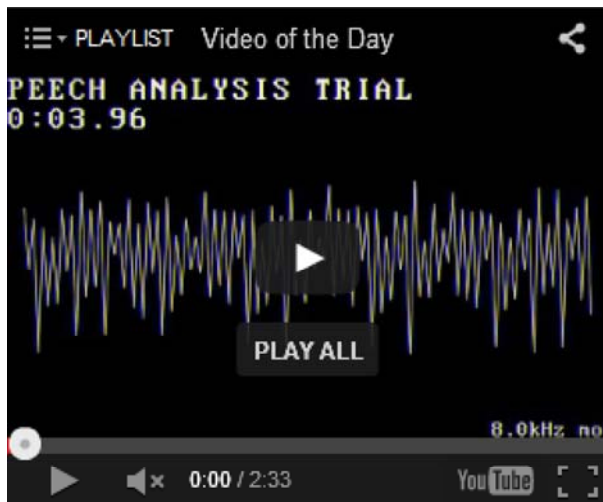 PLAYLIST Video of the Day
PEECH ANALYSIS TRIAL
0:03.96
PLAY ALL
8.0kHz mo
0:00 / 2:33 YouTube